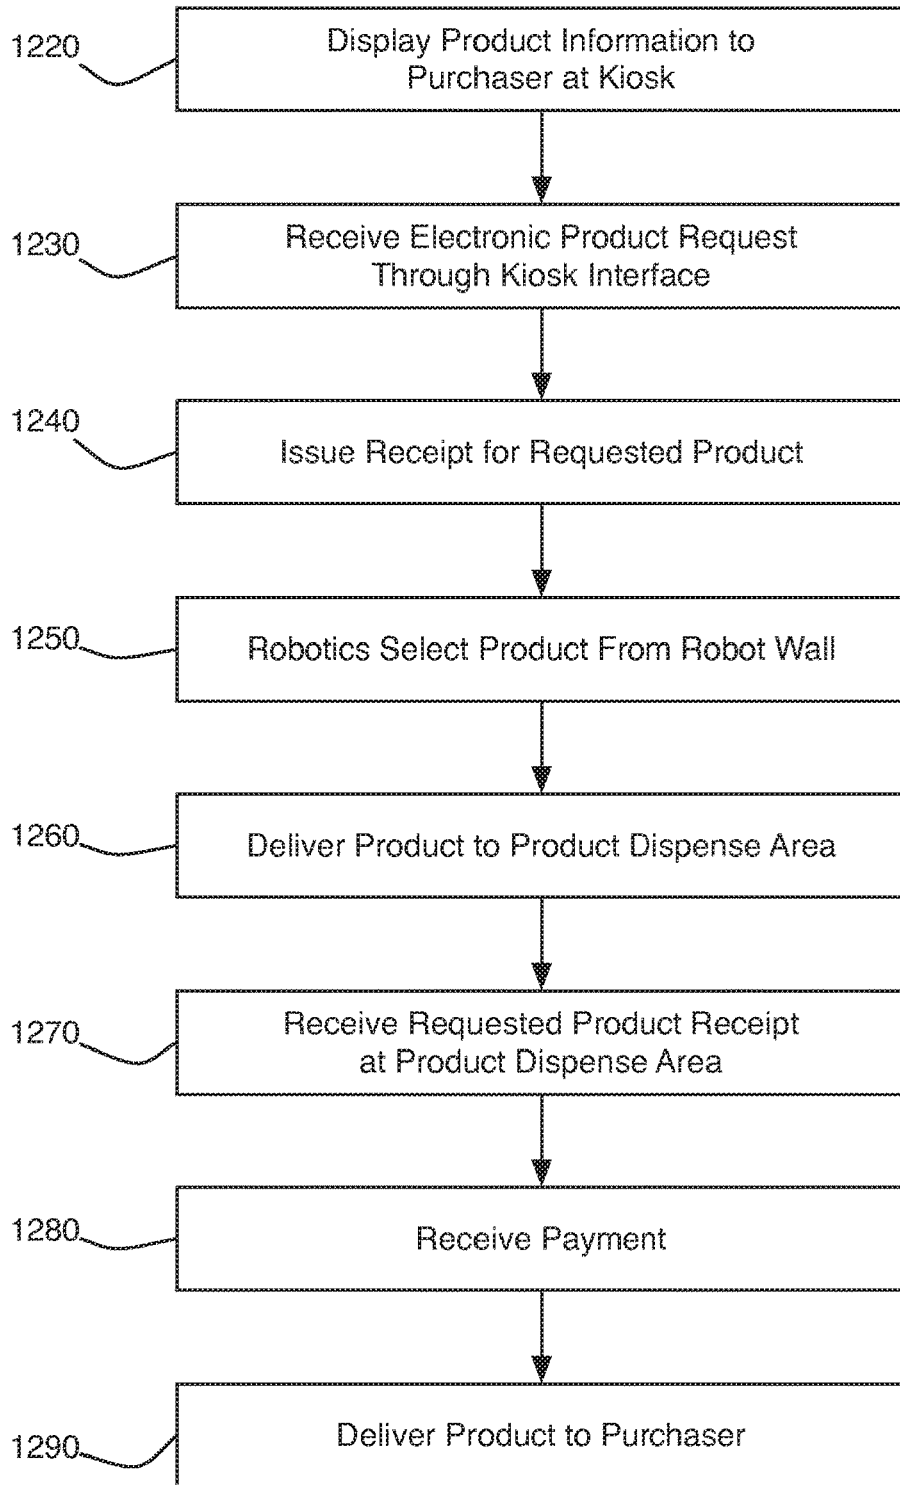 1220
Display Product Information to
Purchaser at Kiosk
1230
Receive Electronic Product Request
Through Kiosk Interface
1240
Issue Receipt for Requested Product
1250
Robotics Select Product From Robot Wall
1260
Deliver Product to Product Dispense Area
1270
Receive Requested Product Receipt
at Product Dispense Area
1280
Receive Payment
1290
Deliver Product to Purchaser